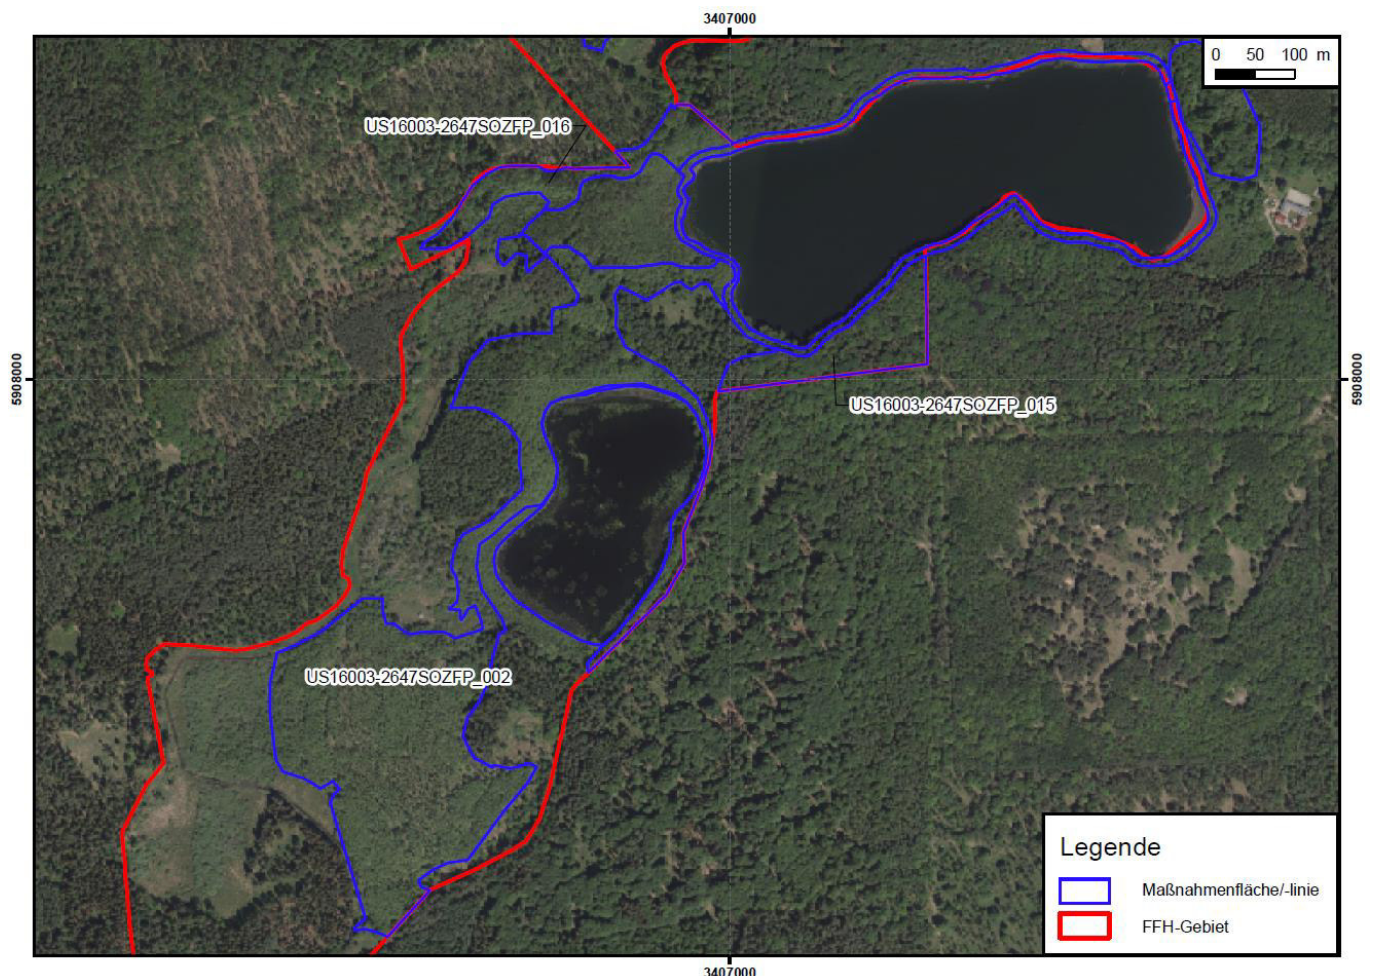 3407000
0 50 100 m
US16003-2647SOZFP_016
5908000
5908000
US16003-2647SOZFP_015
US16003-2647SOZFP_002
Legende
Maßnahmenfläche/-linie
FFH-Gebiet
3407000